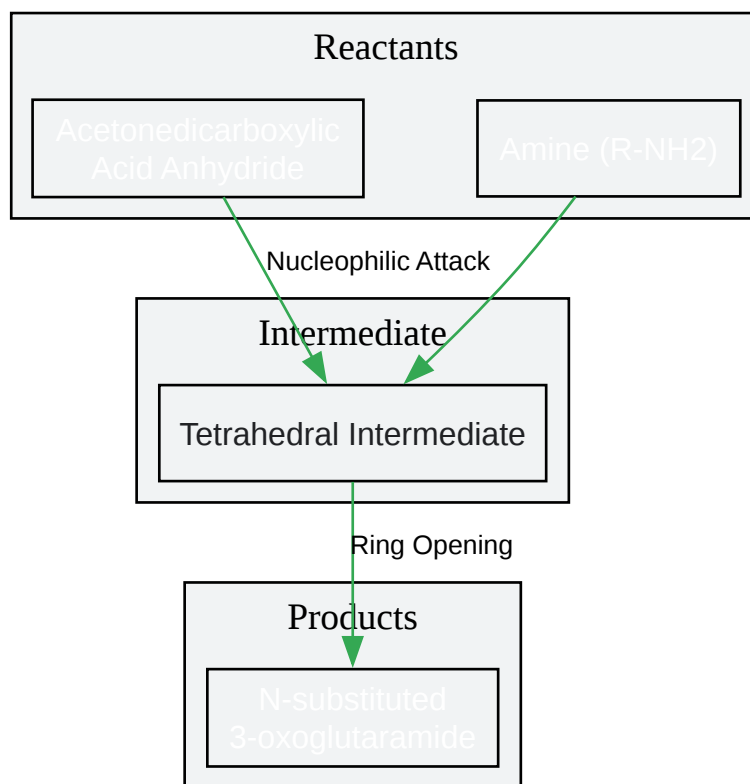 Reactants
Acetonedicarboxylic
Acid Anhydride
Amine (R-NH2)
Nucleophilic Attack
Intermediate
Tetrahedral Intermediate
Ring Opening
Products
N-substituted
3-oxoglutaramide